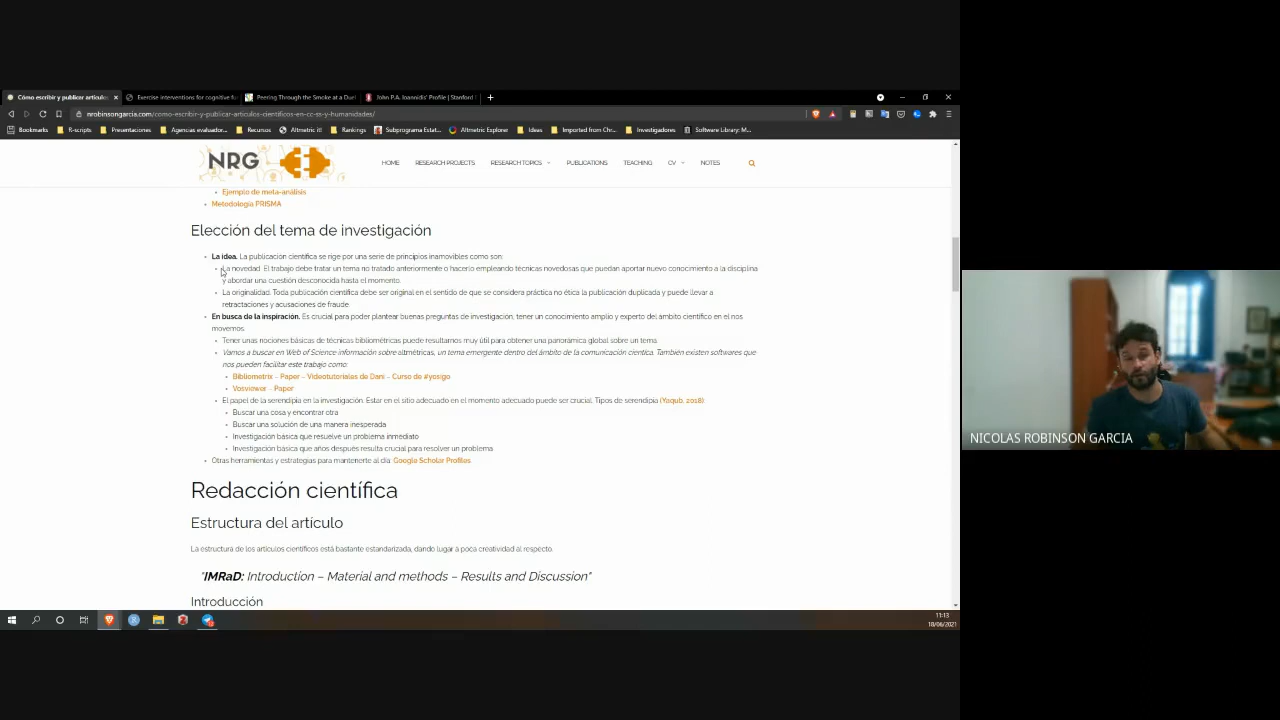 Cómo escribir y publicar artículos
Exercise interventions for cognitive fu
Peering Through the Smoke at a Duel
John P.A. Ioannidis' Profile | Stanford
nrobinsongarcia.com/como-escribir-y-publicar-articulos-cientificos-en-cc-ss-y-humanidades/
Bookmarks R-scripts Presentaciones Agencias evaluador... Recursos Altmetric it! Rankings Subprograma Estat... Altmetric Explorer Ideas Imported from Chr... Investigadores Software Library: M...
NRG
HOME RESEARCH PROJECTS RESEARCH TOPICS PUBLICATIONS TEACHING CV NOTES
Ejemplo de meta-análisis
Metodología PRISMA
Elección del tema de investigación
La idea. La publicación científica se rige por una serie de principios inamovibles como son:
La novedad. El trabajo debe tratar un tema no tratado anteriormente o hacerlo empleando técnicas novedosas que puedan aportar nuevo conocimiento a la disciplina
y abordar una cuestión desconocida hasta el momento.
La originalidad. Toda publicación científica debe ser original en el sentido de que se considera práctica no ética la publicación duplicada y puede llevar a
retractaciones y acusaciones de fraude
En busca de la inspiración. Es crucial para poder plantear buenas preguntas de investigación, tener un conocimiento amplio y experto del ámbito científico en el nos
movemos.
Tener unas nociones básicas de técnicas bibliométricas puede resultarnos muy útil para obtener una panorámica global sobre un tema.
Vamos a buscar en Web of Science información sobre altmétricas, un tema emergente dentro del ámbito de la comunicación cientíca. También existen softwares que
nos pueden facilitar este trabajo como:
Bibliometrix – Paper – Videotutoriales de Dani – Curso de #yosigo
Vosviewer – Paper
El papel de la serendipia en la investigación. Estar en el sitio adecuado en el momento adecuado puede ser crucial. Tipos de serendipia (Yaqub, 2018):
Buscar una cosa y encontrar otra
Buscar una solución de una manera inesperada
Investigación básica que resuelve un problema inmediato
Investigación básica que años después resulta crucial para resolver un problema
Otras herramientas y estrategias para mantenerte al día: Google Scholar Profiles
Redacción científica
Estructura del artículo
La estructura de los artículos científicos está bastante estandarizada, dando lugar a poca creatividad al respecto.
"IMRaD: Introduction – Material and methods – Results and Discussion"
Introducción
11:13
18/06/2021
NICOLAS ROBINSON GARCIA